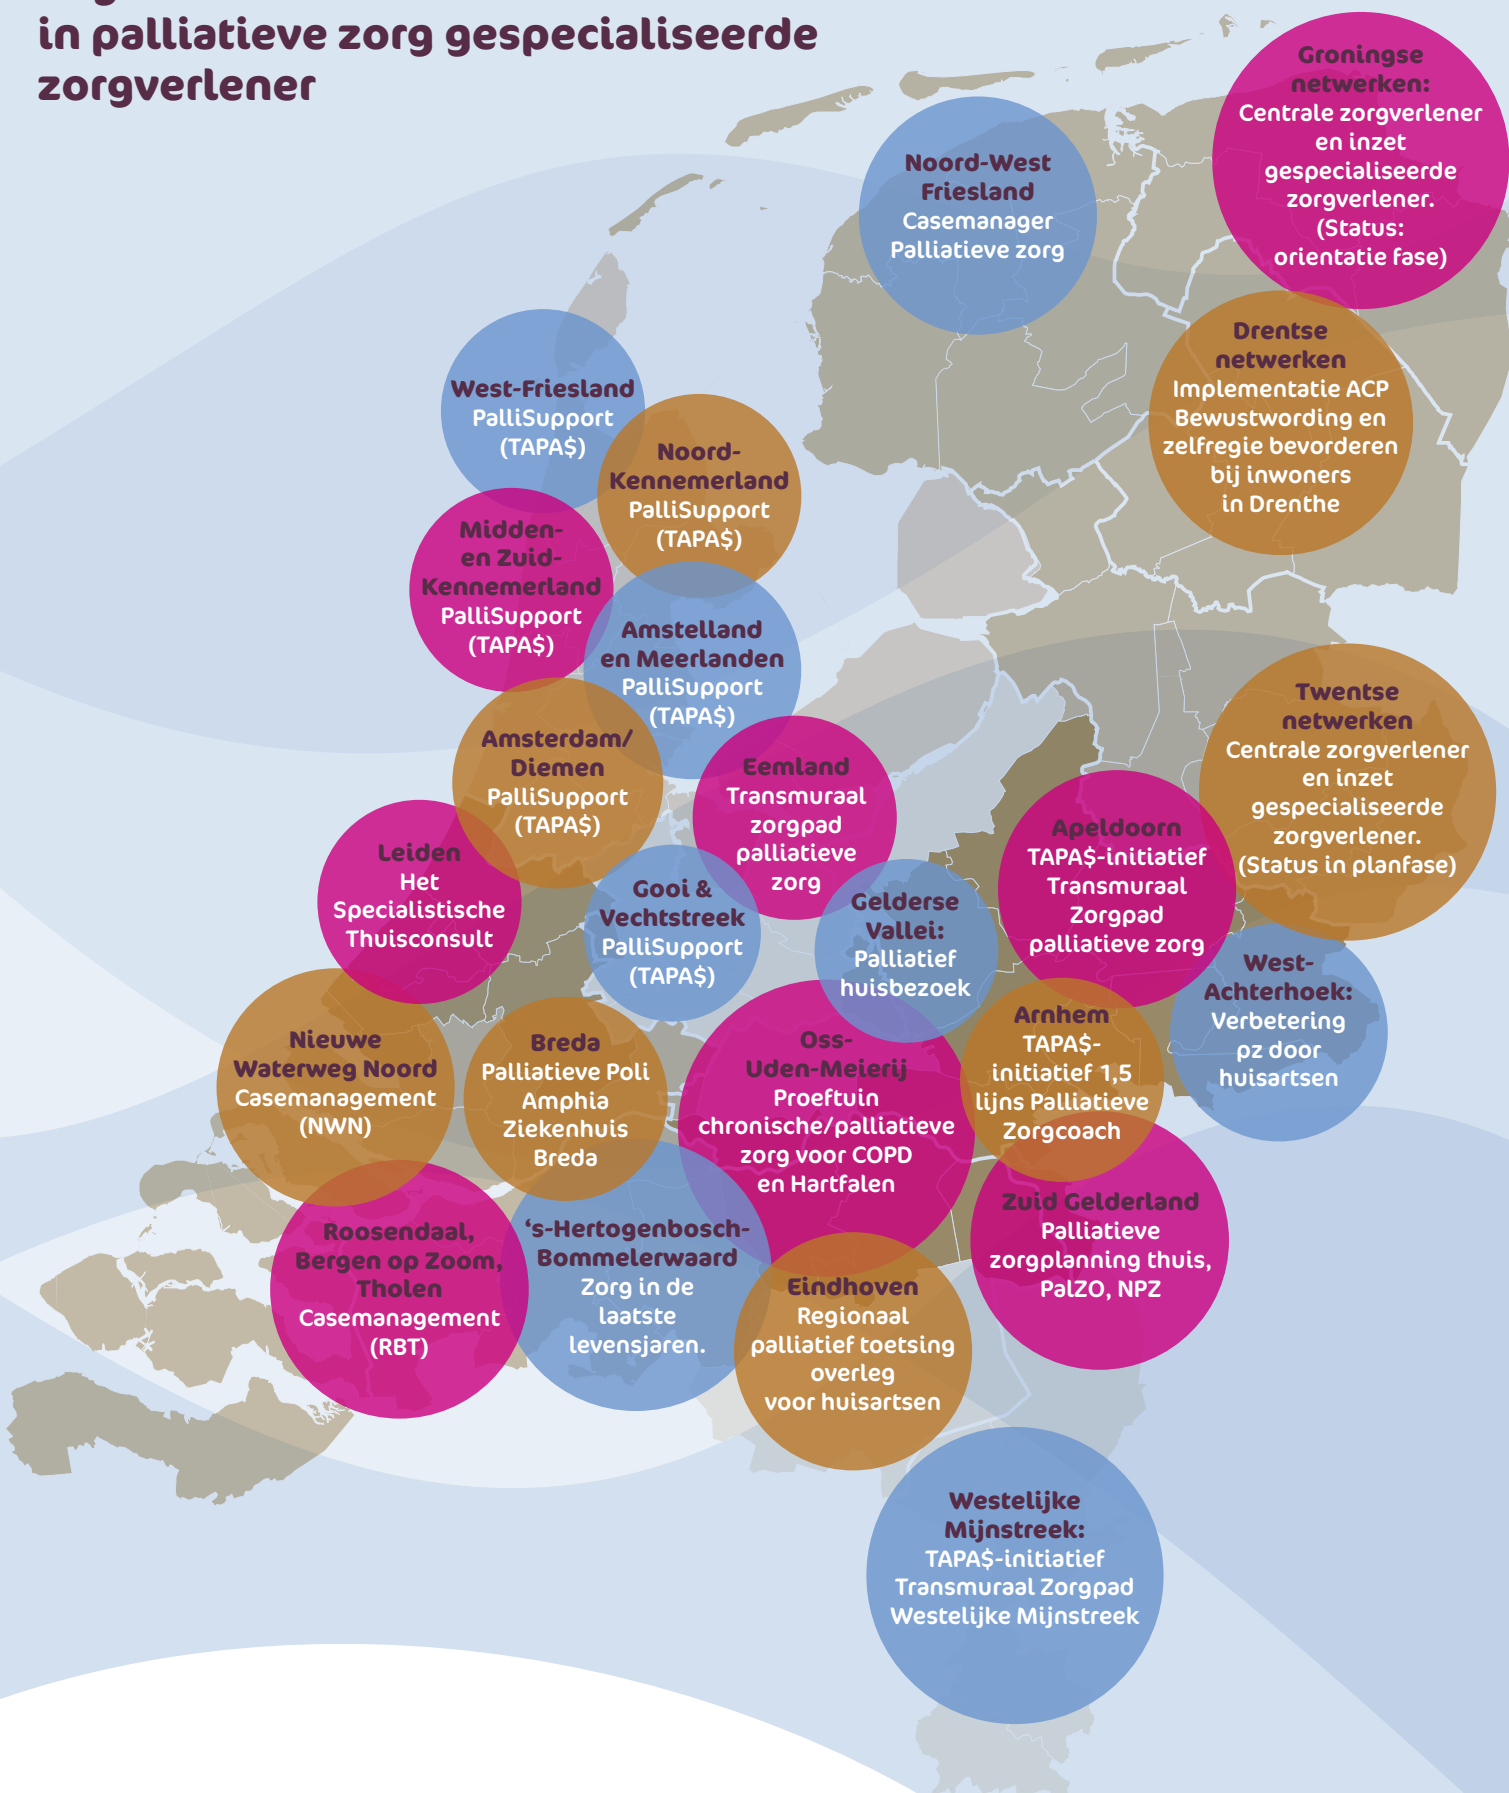 in palliatieve zorg gespecialiseerde
zorgverlener
Groningse
netwerken:
Centrale zorgverlener
en inzet
gespecialiseerde
zorgverlener.
(Status:
orientatie fase)
Noord-West
Friesland
Casemanager
Palliatieve zorg
Drentse
netwerken
Implementatie ACP
Bewustwording en
zelfregie bevorderen
bij inwoners
in Drenthe
West-Friesland
PalliSupport
(TAPA$)
Noord-
Kennemerland
PalliSupport
(TAPA$)
Midden-
en Zuid-
Kennemerland
PalliSupport
(TAPA$)
Amstelland
en Meerlanden
PalliSupport
(TAPA$)
Twentse
netwerken
Centrale zorgverlener
en inzet
gespecialiseerde
zorgverlener.
(Status in planfase)
Amsterdam/
Diemen
PalliSupport
(TAPA$)
Eemland
Transmuraal
zorgpad
palliatieve
zorg
Apeldoorn
TAPA$-initiatief
Transmuraal
Zorgpad
palliatieve zorg
Leiden
Het
Specialistische
Thuisconsult
Gooi &
Vechtstreek
PalliSupport
(TAPA$)
Gelderse
Vallei:
Palliatief
huisbezoek
West-
Achterhoek:
Verbetering
pz door
huisartsen
Nieuwe
Waterweg Noord
Casemanagement
(NWN)
Breda
Palliatieve Poli
Amphia
Ziekenhuis
Breda
Oss-
Uden-Meierij
Proeftuin
chronische/palliatieve
zorg voor COPD
en Hartfalen
Arnhem
TAPA$-
initiatief 1,5
lijns Palliatieve
Zorgcoach
Zuid Gelderland
Palliatieve
zorgplanning thuis,
PalZO, NPZ
Roosendaal,
Bergen op Zoom,
Tholen
Casemanagement
(RBT)
‘s-Hertogenbosch-
Bommelerwaard
Zorg in de
laatste
levensjaren.
Eindhoven
Regionaal
palliatief toetsing
overleg
voor huisartsen
Westelijke
Mijnstreek:
TAPA$-initiatief
Transmuraal Zorgpad
Westelijke Mijnstreek